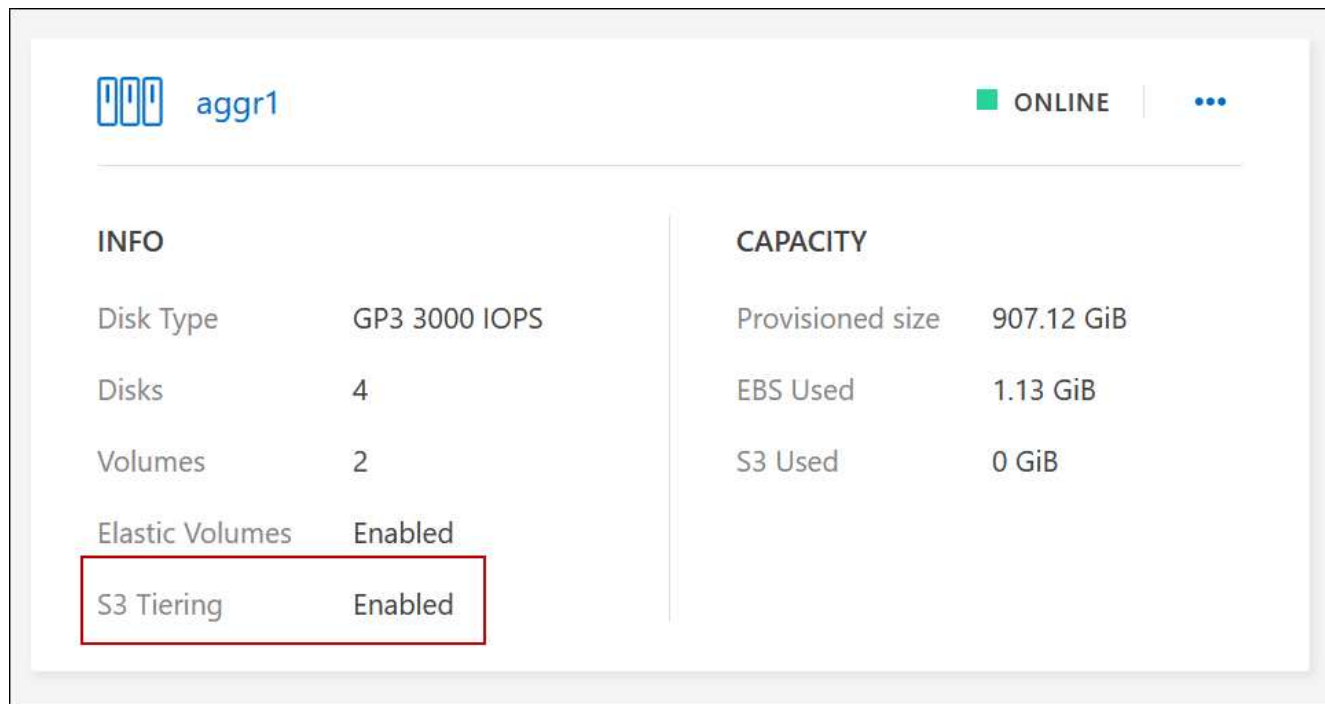 aggr1
ONLINE
INFO
Disk Type GP3 3000 IOPS
Disks 4
Volumes 2
Elastic Volumes Enabled
S3 Tiering Enabled
CAPACITY
Provisioned size 907.12 GiB
EBS Used 1.13 GiB
S3 Used 0 GiB